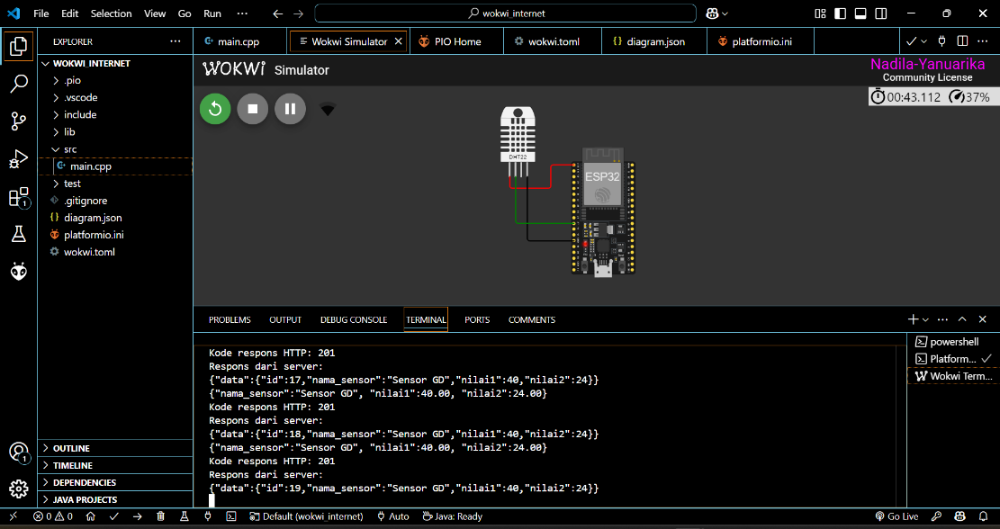 File Edit Selection View Go Run ··· wokwi_internet
EXPLORER ···
main.cpp Wokwi Simulator PIO Home wokwi.toml diagram.json platformio.ini
WOKWI_INTERNET
.pio
.vscode
include
lib
src
main.cpp
test
.gitignore
diagram.json
platformio.ini
wokwi.toml
OUTLINE
TIMELINE
DEPENDENCIES
JAVA PROJECTS
WOKWI Simulator
Nadila-Yanuarika
Community License
00:43.112 37%
DHT22
ESP32
PROBLEMS OUTPUT DEBUG CONSOLE TERMINAL PORTS COMMENTS
Kode respons HTTP: 201
Respons dari server:
{"data":{"id":17,"nama_sensor":"Sensor GD","nilai1":40,"nilai2":24}}
{"nama_sensor":"Sensor GD", "nilai1":40.00, "nilai2":24.00}
Kode respons HTTP: 201
Respons dari server:
{"data":{"id":18,"nama_sensor":"Sensor GD","nilai1":40,"nilai2":24}}
{"nama_sensor":"Sensor GD", "nilai1":40.00, "nilai2":24.00}
Kode respons HTTP: 201
Respons dari server:
{"data":{"id":19,"nama_sensor":"Sensor GD","nilai1":40,"nilai2":24}}
powershell
Platform...
Wokwi Term...
1
1
0 0 Default (wokwi_internet) Auto Java: Ready Go Live